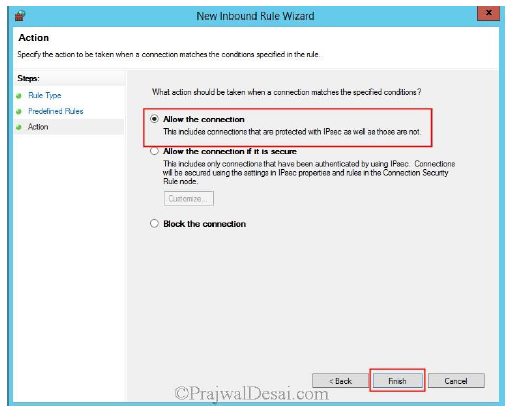 New Inbound Rule Wizard
x
Action
Specify the action to be taken when a connection matches the conditions specified in the rule.
Steps:
Rule Type
Predefined Rules
Action
What action should be taken when a connection matches the specified conditions?
Allow the connection
This includes connections that are protected with IPsec as well as those are not.
Allow the connection if it is secure
This includes only connections that have been authenticated by using IPsec. Connections
will be secured using the settings in IPsec properties and rules in the Connection Security
Rule node.
Customize...
Block the connection
< Back
Finish
Cancel
©PrajwalDesai.com